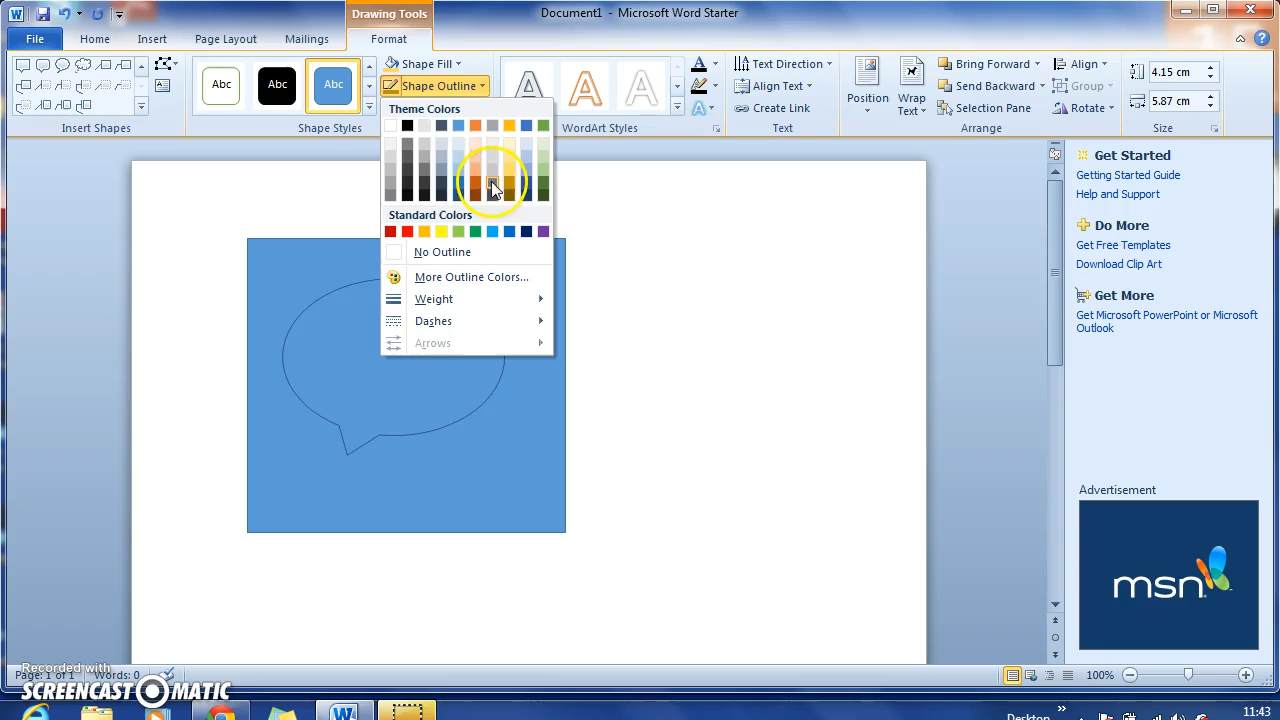 Drawing Tools
Document1 - Microsoft Word Starter
File Home Insert Page Layout Mailings Format
Abc Abc Abc
Shape Fill
Shape Outline
Text Direction
Align Text
Create Link
Position
Wrap Text
Bring Forward
Send Backward
Selection Pane
Align
Group
Rotate
4.15 cm
5.87 cm
Insert Shapes Shape Styles WordArt Styles Text Arrange Size
Theme Colors
Standard Colors
No Outline
More Outline Colors...
Weight
Dashes
Arrows
Get Started
Getting Started Guide
Help and Support
Do More
Get Free Templates
Download Clip Art
Get More
Get Microsoft PowerPoint or Microsoft
Outlook
Advertisement
msn
Recorded with
Page: 1 of 1 Words: 0
100%
SCREENCAST O MATIC
Desktop
11:43